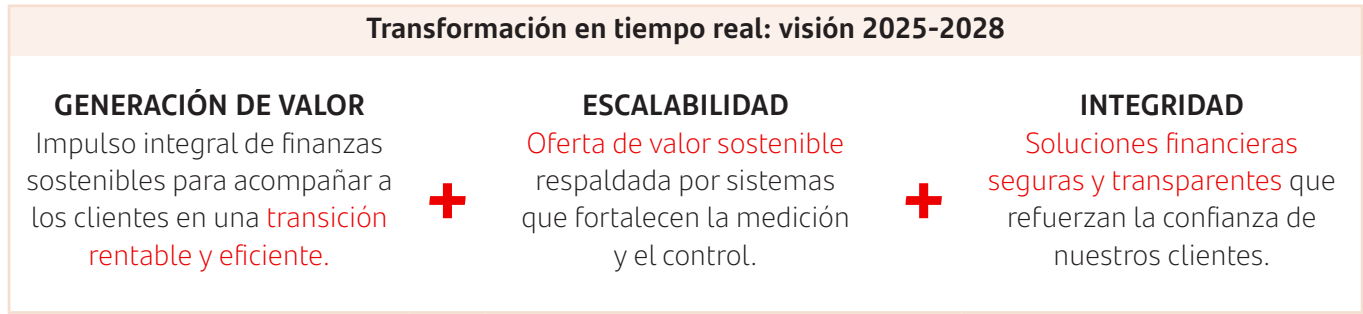 Transformación en tiempo real: visión 2025-2028
GENERACIÓN DE VALOR
Impulso integral de finanzas
sostenibles para acompañar a
los clientes en una transición
rentable y eficiente.
+
ESCALABILIDAD
Oferta de valor sostenible
respaldada por sistemas
que fortalecen la medición
y el control.
+
INTEGRIDAD
Soluciones financieras
seguras y transparentes que
refuerzan la confianza de
nuestros clientes.